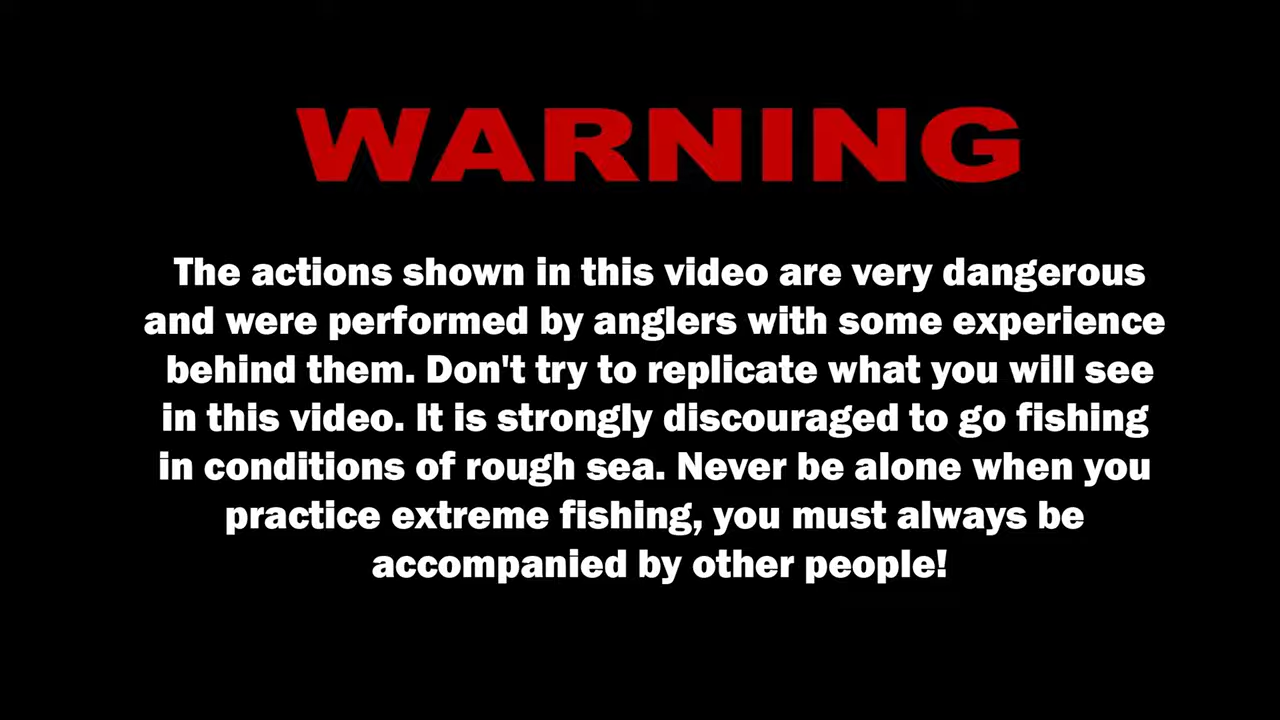 WARNING
The actions shown in this video are very dangerous
and were performed by anglers with some experience
behind them. Don't try to replicate what you will see
in this video. It is strongly discouraged to go fishing
in conditions of rough sea. Never be alone when you
practice extreme fishing, you must always be
accompanied by other people!